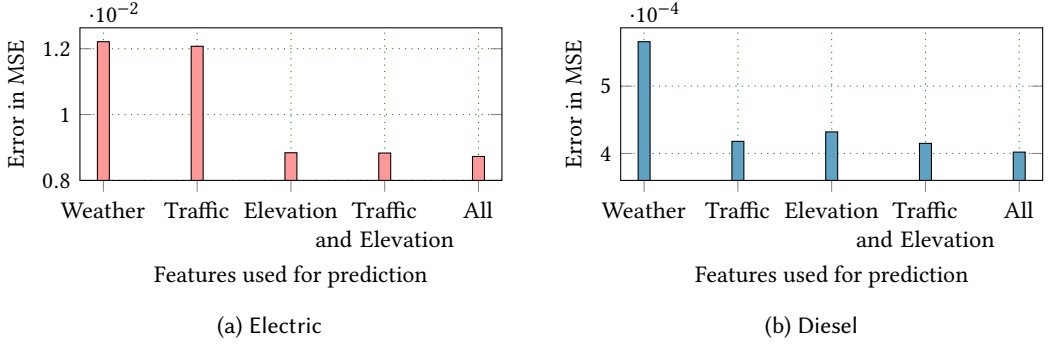 ·10⁻²
1.2
1
0.8
Error in MSE
Weather Traffic Elevation Traffic All
and Elevation
Features used for prediction
(a) Electric
·10⁻⁴
5
4
Error in MSE
Weather Traffic Elevation Traffic All
and Elevation
Features used for prediction
(b) Diesel